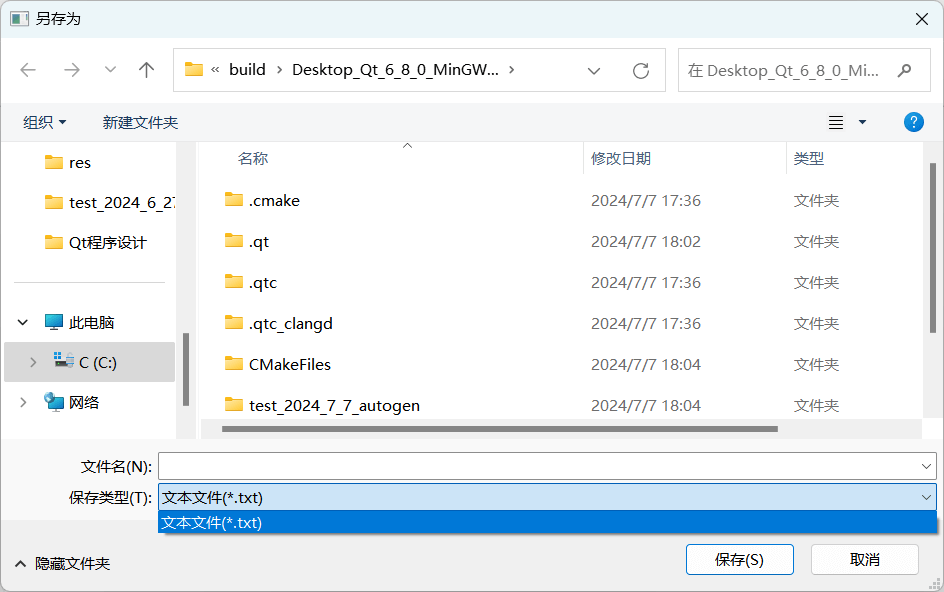 另存为
« build › Desktop_Qt_6_8_0_MinGW... ›
在 Desktop_Qt_6_8_0_Mi...
组织 新建文件夹
res
test_2024_6_27
Qt程序设计
此电脑
C (C:)
网络
名称 修改日期 类型
.cmake 2024/7/7 17:36 文件夹
.qt 2024/7/7 18:02 文件夹
.qtc 2024/7/7 17:36 文件夹
.qtc_clangd 2024/7/7 17:36 文件夹
CMakeFiles 2024/7/7 18:04 文件夹
test_2024_7_7_autogen 2024/7/7 18:04 文件夹
文件名(N):
保存类型(T): 文本文件(*.txt)
文本文件(*.txt)
隐藏文件夹
保存(S) 取消